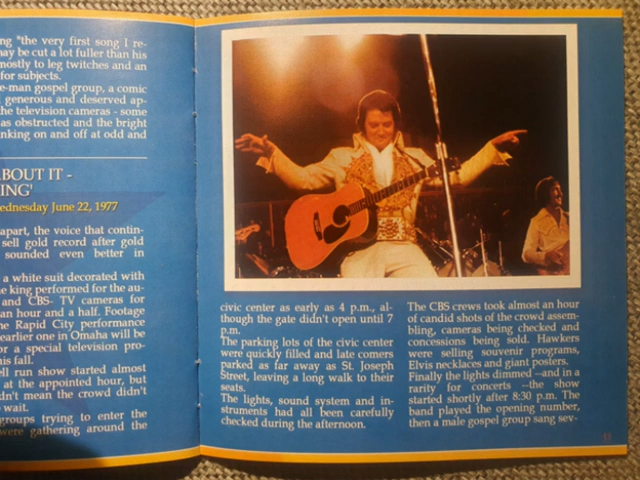 ng "the very first song I re-
may be cut a lot fuller than his
mostly to leg twitches and an
for subjects.
e-man gospel group, a comic
generous and deserved ap-
the television cameras - some
as obstructed and the bright
nking on and off at odd and
ABOUT IT -
ING'
ednesday June 22, 1977
apart, the voice that contin-
sell gold record after gold
sounded even better in
a white suit decorated with
e king performed for the au-
and CBS- TV cameras for
an hour and a half. Footage
he Rapid City performance
earlier one in Omaha will be
or a special television pro-
his fall.
ell run show started almost
at the appointed hour, but
dn't mean the crowd didn't
wait.
groups trying to enter the
were gathering around the
civic center as early as 4 p.m., al-
though the gate didn't open until 7
p.m.
The parking lots of the civic center
were quickly filled and late comers
parked as far away as St. Joseph
Street, leaving a long walk to their
seats.
The lights, sound system and in-
struments had all been carefully
checked during the afternoon.
The CBS crews took almost an hour
of candid shots of the crowd assem-
bling, cameras being checked and
concessions being sold. Hawkers
were selling souvenir programs,
Elvis necklaces and giant posters.
Finally the lights dimmed --and in a
rarity for concerts --the show
started shortly after 8:30 p.m. The
band played the opening number,
then a male gospel group sang sev-